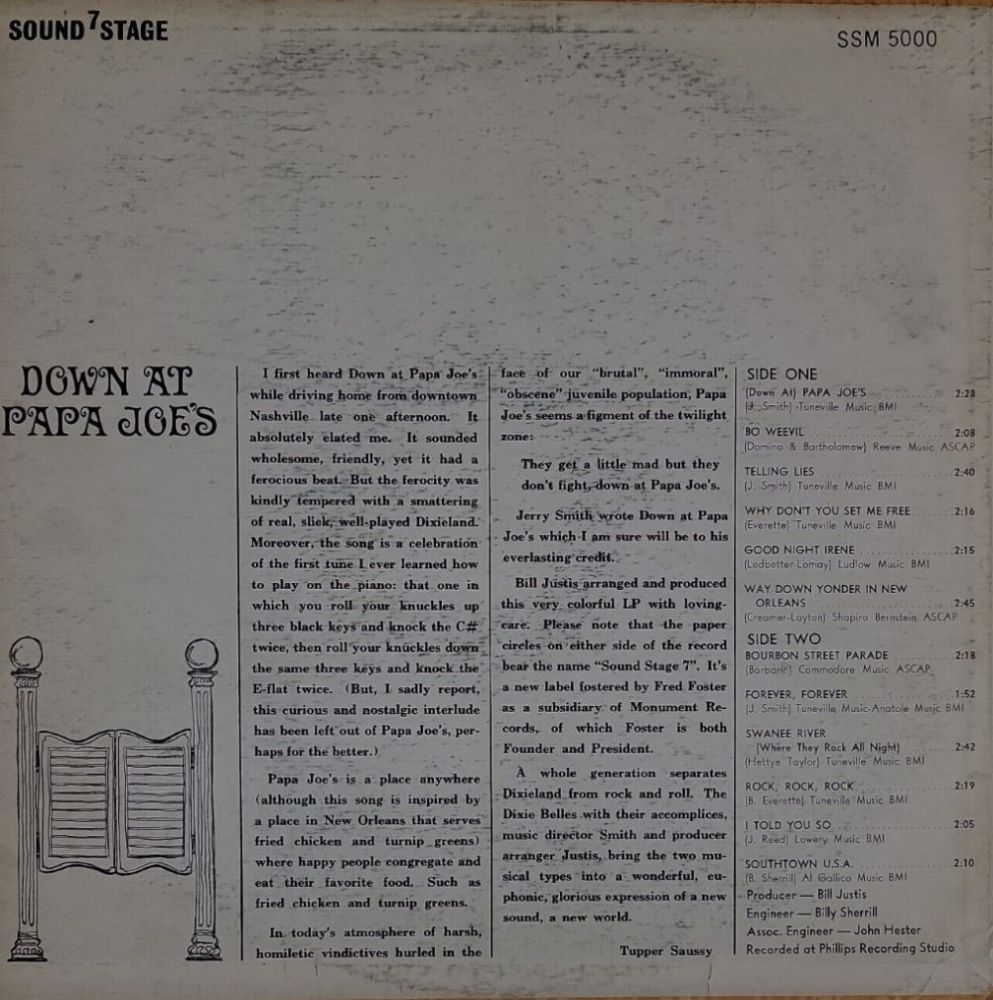 SOUND 7 STAGE
SSM 5000
DOWN AT
PAPA JOE'S
I first heard Down at Papa Joe's
while driving home from downtown
Nashville late one afternoon. It
absolutely elated me. It sounded
wholesome, friendly, yet it had a
ferocious beat. But the ferocity was
kindly tempered with a smattering
of real, slick, well-played Dixieland.
Moreover, the song is a celebration
of the first tune I ever learned how
to play on the piano: that one in
which you roll your knuckles up
three black keys and knock the C#
twice, then roll your knuckles down
the same three keys and knock the
E-flat twice. (But, I sadly report,
this curious and nostalgic interlude
has been left out of Papa Joe's, per-
haps for the better.)
Papa Joe's is a place anywhere
(although this song is inspired by
a place in New Orleans that serves
fried chicken and turnip greens)
where happy people congregate and
eat their favorite food. Such as
fried chicken and turnip greens.
In today's atmosphere of harsh,
homiletic vindictives hurled in the
face of our "brutal", "immoral",
"obscene" juvenile population, Papa
Joe's seems a figment of the twilight
zone:
They get a little mad but they
don't fight, down at Papa Joe's.
Jerry Smith wrote Down at Papa
Joe's which I am sure will be to his
everlasting credit.
Bill Justis arranged and produced
this very colorful LP with loving-
care. Please note that the paper
circles on either side of the record
bear the name "Sound Stage 7". It's
a new label fostered by Fred Foster
as a subsidiary of Monument Re-
cords, of which Foster is both
Founder and President.
A whole generation separates
Dixieland from rock and roll. The
Dixie Belles with their accomplices,
music director Smith and producer
arranger Justis, bring the two mu-
sical types into a wonderful, eu-
phonic, glorious expression of a new
sound, a new world.
Tupper Saussy
SIDE ONE
(Down At) PAPA JOE'S 2:28
(J. Smith) Tuneville Music BMI
BO WEEVIL 2:08
(Domino & Bartholomew) Reeve Music ASCAP
TELLING LIES 2:40
(J. Smith) Tuneville Music BMI
WHY DON'T YOU SET ME FREE 2:16
(Everette) Tuneville Music BMI
GOOD NIGHT IRENE 2:15
(Ledbetter-Lomay) Ludlow Music BMI
WAY DOWN YONDER IN NEW
ORLEANS 2:45
(Creamer-Layton) Shapiro Bernstein ASCAP
SIDE TWO
BOURBON STREET PARADE 2:18
(Barbarin) Commodore Music ASCAP
FOREVER, FOREVER 1:52
(J. Smith) Tuneville Music-Anatole Music BMI
SWANEE RIVER
(Where They Rock All Night) 2:42
(Hettye Taylor) Tuneville Music BMI
ROCK, ROCK, ROCK 2:19
(B. Everette) Tuneville Music BMI
I TOLD YOU SO 2:05
(J. Reed) Lowery Music BMI
SOUTHTOWN U.S.A. 2:10
(B. Sherrill) Al Gallico Music BMI
Producer — Bill Justis
Engineer — Billy Sherrill
Assoc. Engineer — John Hester
Recorded at Phillips Recording Studio